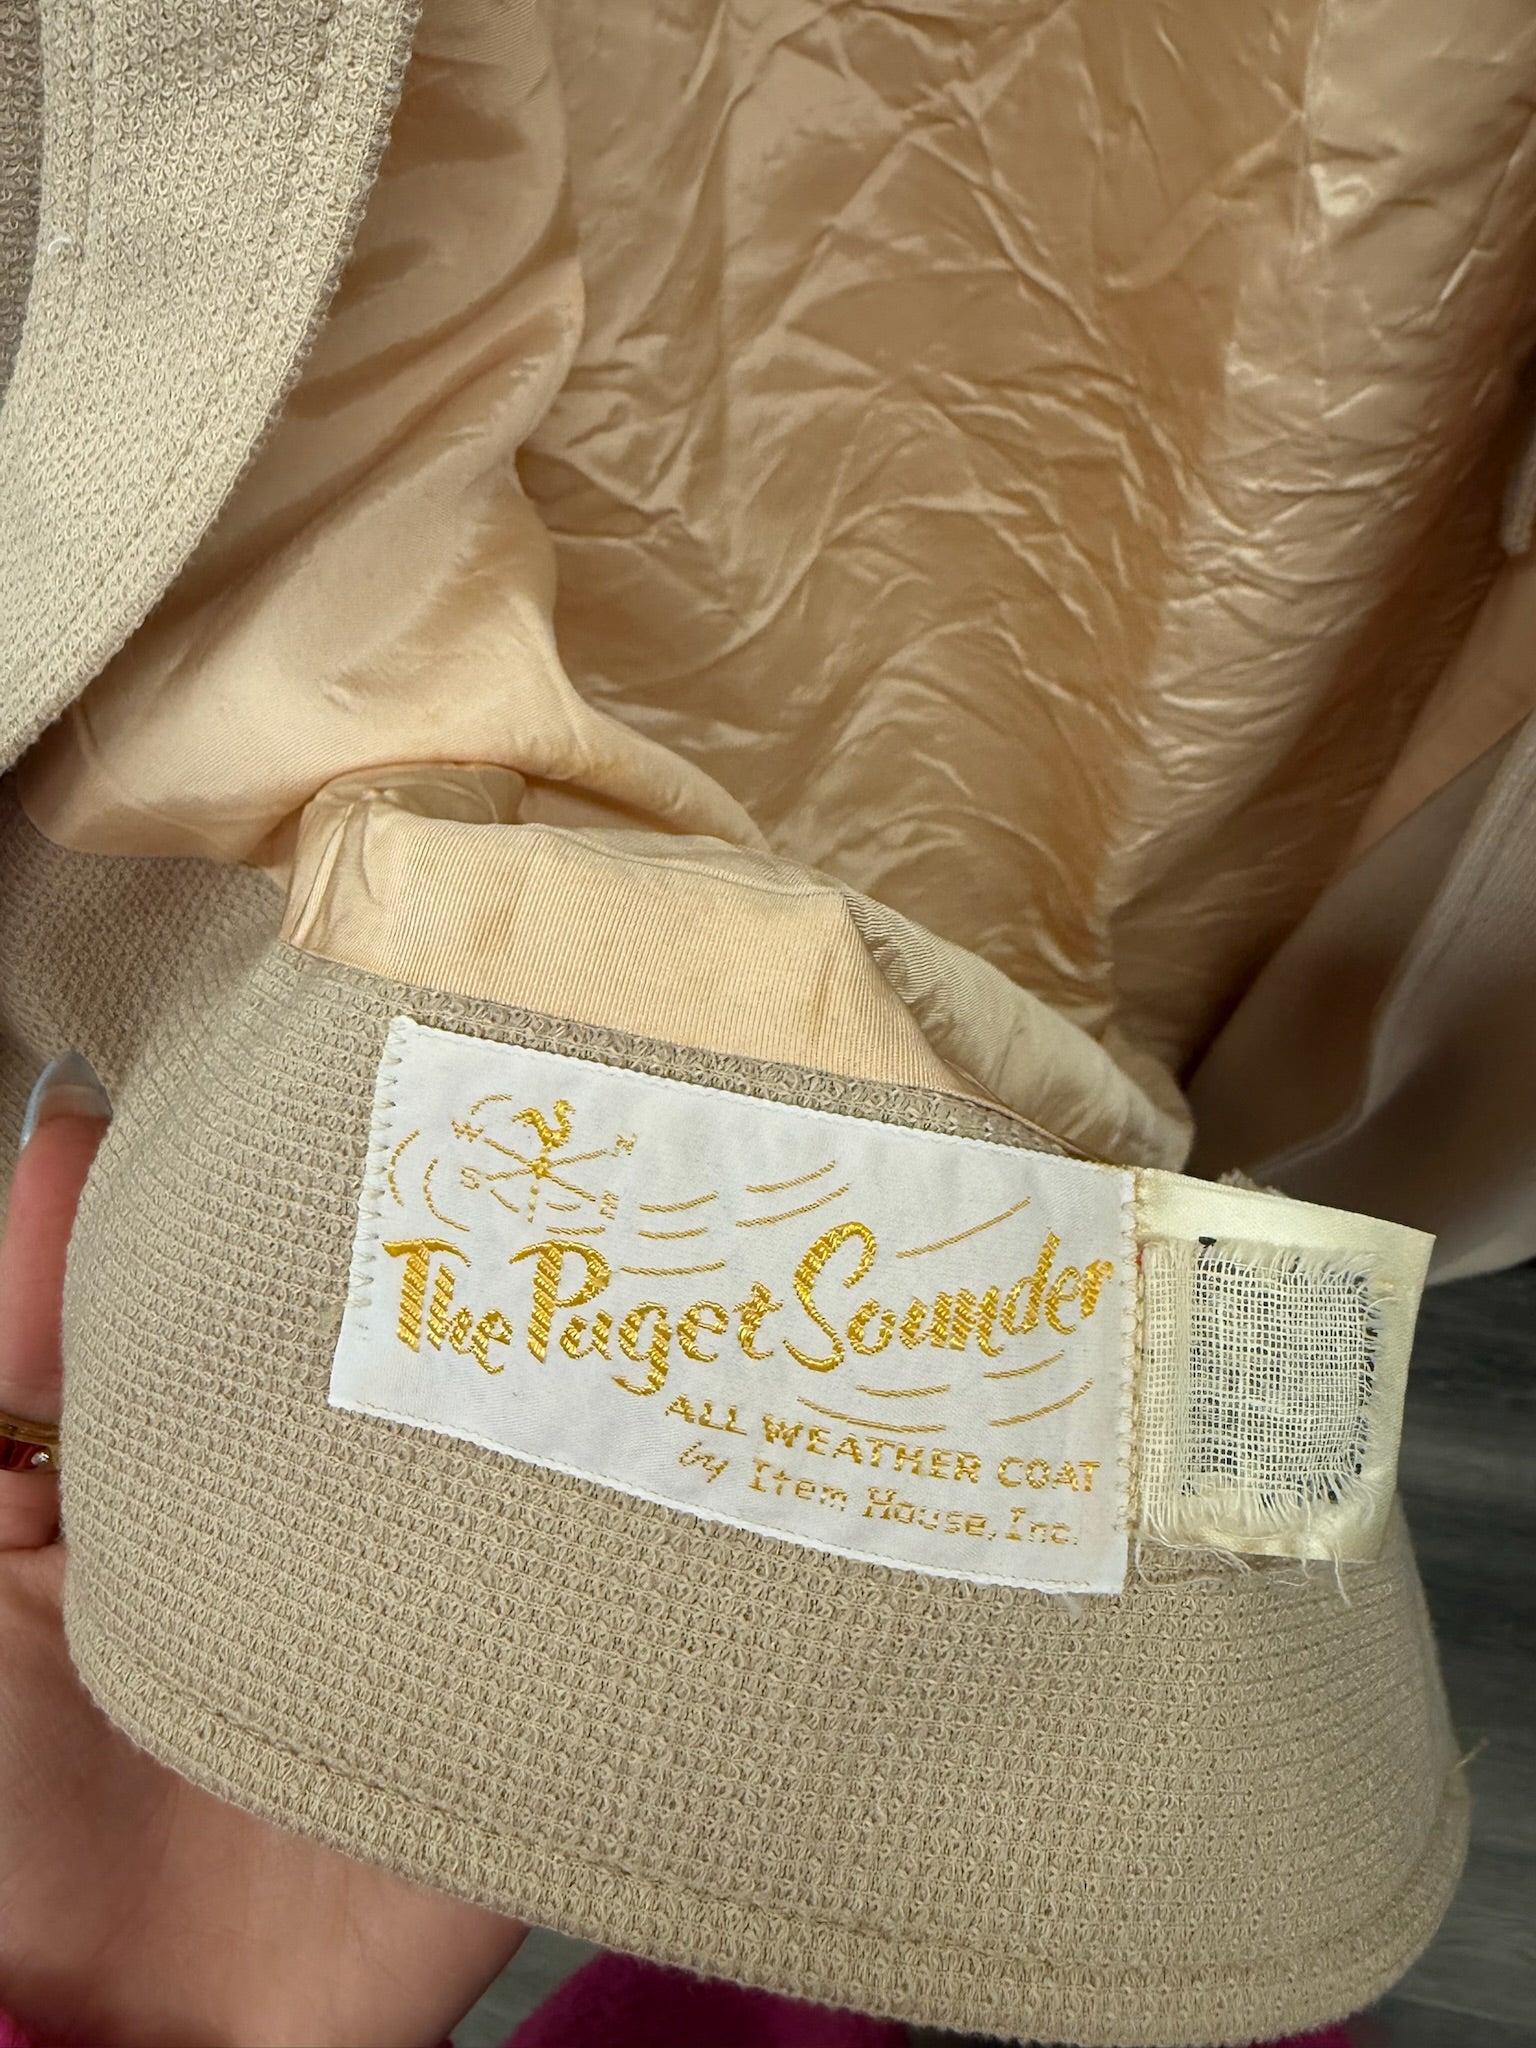 W N
S E
The Puget Sounder
ALL WEATHER COAT
by Item House, Inc.